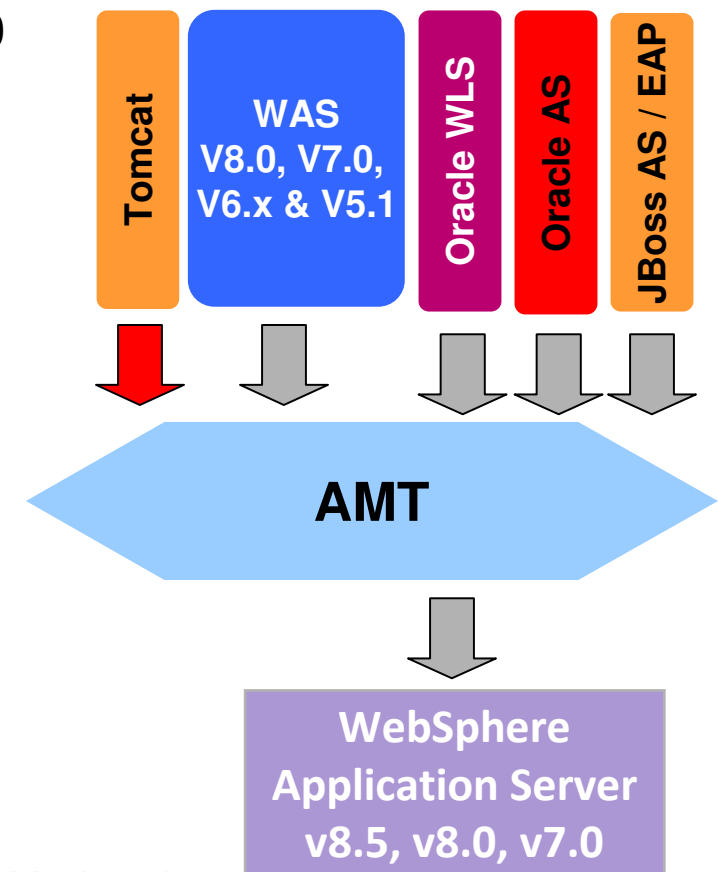 Tomcat
WAS
V8.0, V7.0,
V6.x & V5.1
Oracle WLS
Oracle AS
JBoss AS / EAP
AMT
WebSphere
Application Server
v8.5, v8.0, v7.0